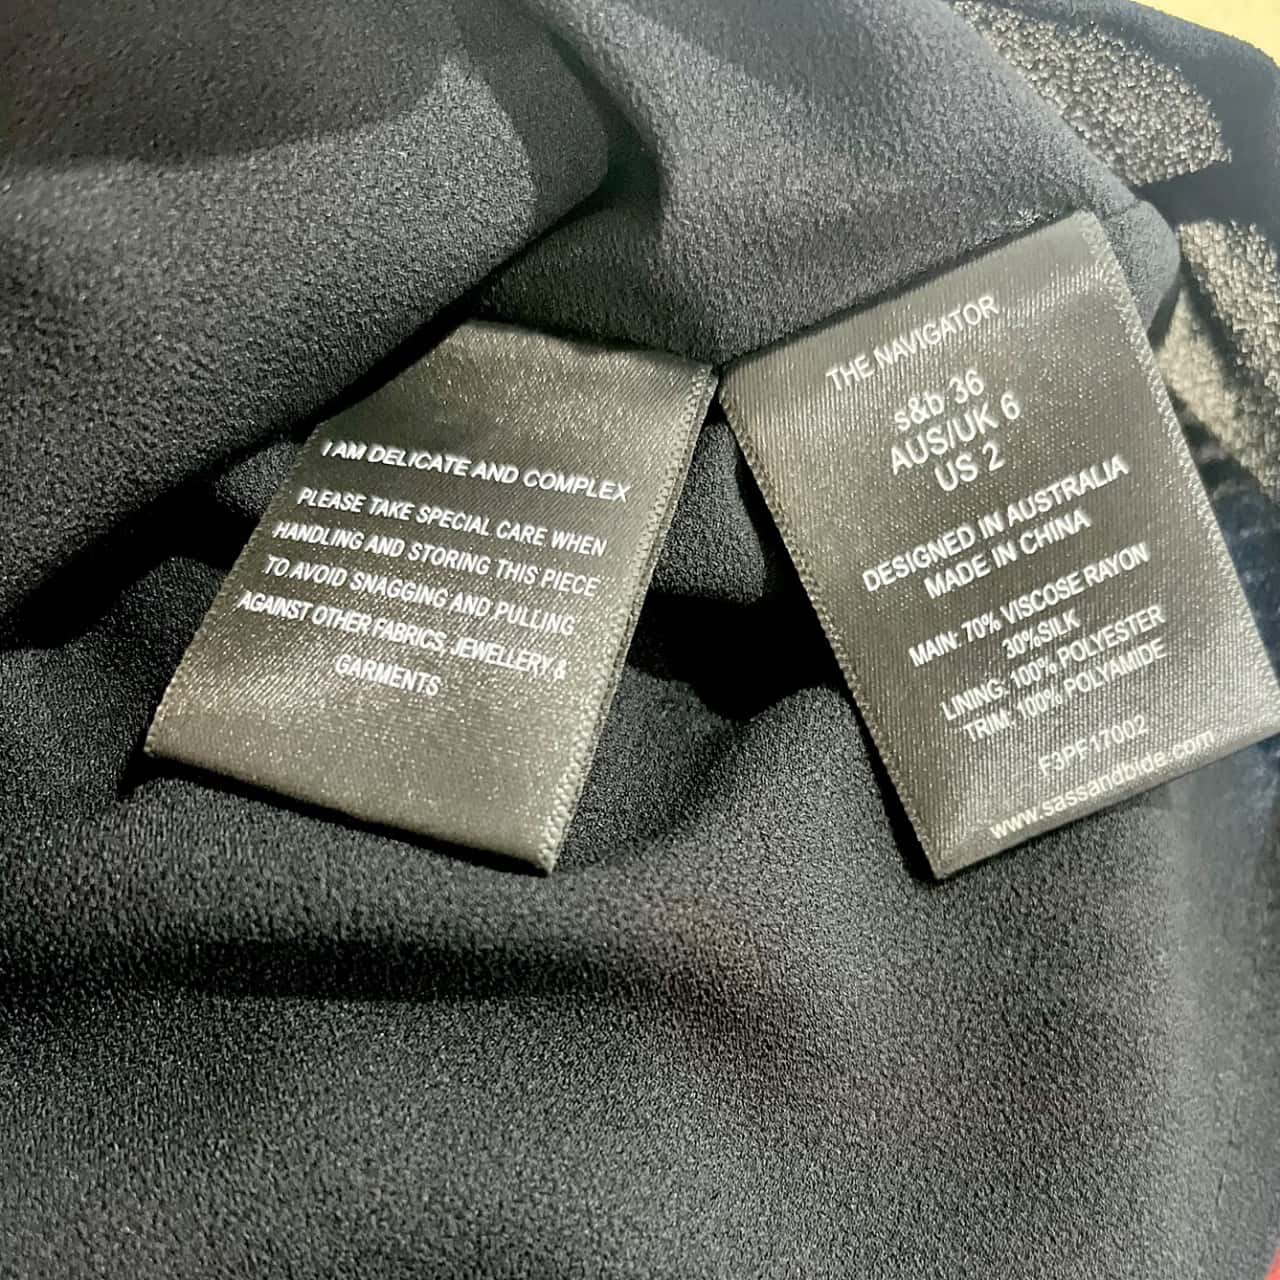 I AM DELICATE AND COMPLEX
PLEASE TAKE SPECIAL CARE WHEN
HANDLING AND STORING THIS PIECE
TO AVOID SNAGGING AND PULLING
AGAINST OTHER FABRICS, JEWELLERY &
GARMENTS
THE NAVIGATOR
s&b 36
AUS/UK 6
US 2
DESIGNED IN AUSTRALIA
MADE IN CHINA
MAIN: 70% VISCOSE RAYON
30%SILK
LINING: 100% POLYESTER
TRIM: 100% POLYAMIDE
F3PF17002
www.sassandbide.com